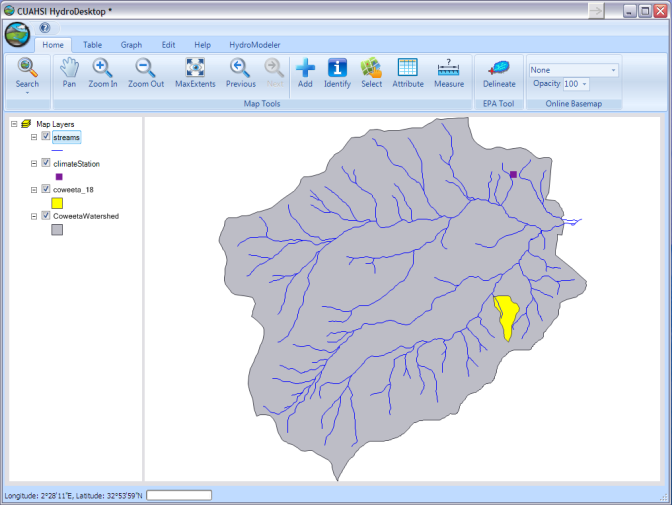 CUAHSI HydroDesktop *
Home Table Graph Edit Help HydroModeler
Search Pan Zoom In Zoom Out MaxExtents Previous Next Add Identify Select Attribute Measure Delineate
None
Opacity 100
Map Tools EPA Tool Online Basemap
Map Layers
streams
climateStation
coweeta_18
CoweetaWatershed
Longitude: 2°28'11"E, Latitude: 32°53'59"N